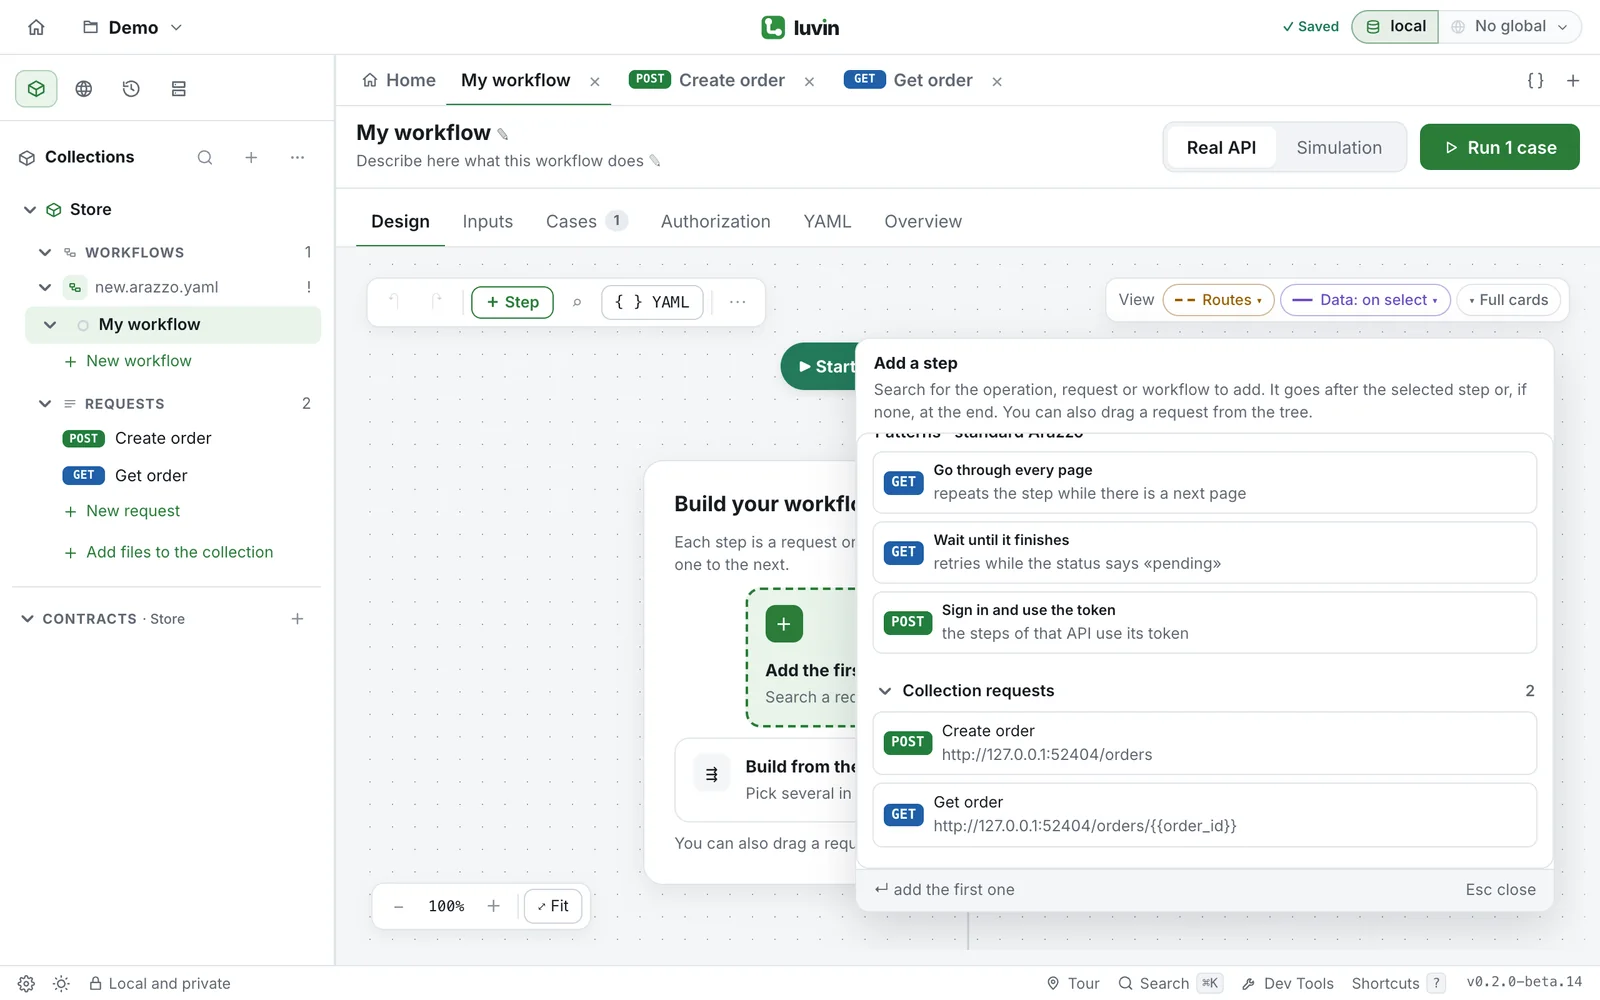 Demo
luvin
Saved
local
No global
Home
My workflow
POST Create order
GET Get order
{ }
Collections
Store
WORKFLOWS 1
new.arazzo.yaml !
My workflow
+ New workflow
REQUESTS 2
POST Create order
GET Get order
+ New request
+ Add files to the collection
CONTRACTS · Store
My workflow
Describe here what this workflow does
Real API
Simulation
Run 1 case
Design
Inputs
Cases 1
Authorization
YAML
Overview
+ Step
{ } YAML
View
Routes
Data: on select
Full cards
Start
Build your workflo
Each step is a request or
one to the next.
Add the firs
Search a rec
Build from the
Pick several in
You can also drag a requ
Add a step
Search for the operation, request or workflow to add. It goes after the selected step or, if
none, at the end. You can also drag a request from the tree.
Patterns · standard Arazzo
GET Go through every page
repeats the step while there is a next page
GET Wait until it finishes
retries while the status says «pending»
POST Sign in and use the token
the steps of that API use its token
Collection requests 2
POST Create order
http://127.0.0.1:52404/orders
GET Get order
http://127.0.0.1:52404/orders/{{order_id}}
↵ add the first one
Esc close
− 100% +
Fit
Local and private
Tour
Search ⌘K
Dev Tools
Shortcuts ?
v0.2.0-beta.14